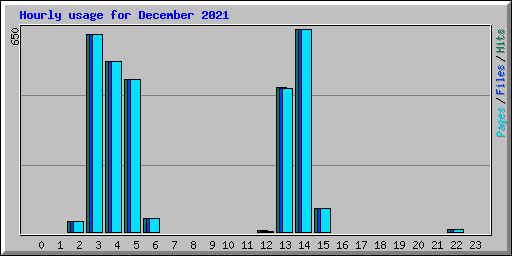 Hourly usage for December 2021
650
Pages/Files/Hits
0 1 2 3 4 5 6 7 8 9 10 11 12 13 14 15 16 17 18 19 20 21 22 23